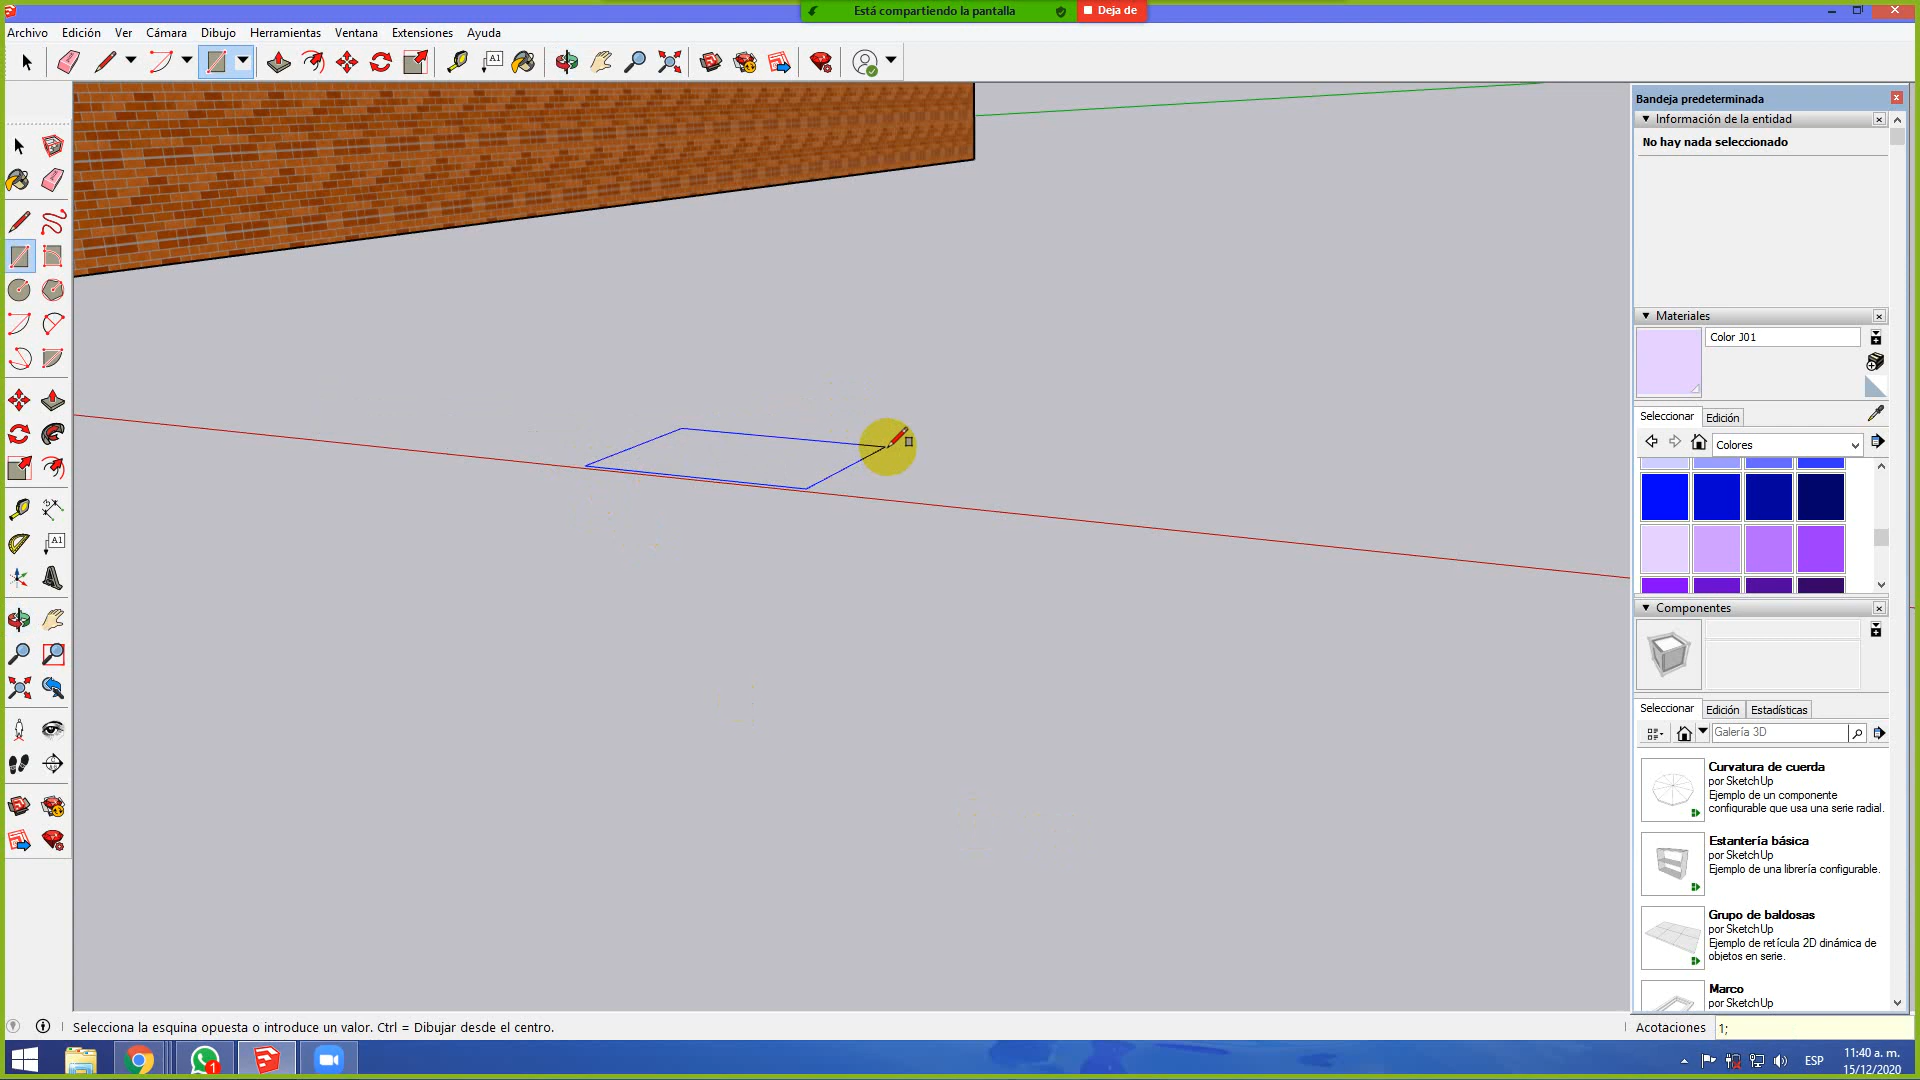 Está compartiendo la pantalla
Deja de
Archivo Edición Ver Cámara Dibujo Herramientas Ventana Extensiones Ayuda
A1
Bandeja predeterminada
Información de la entidad
No hay nada seleccionado
Materiales
Color J01
Seleccionar Edición
Colores
A1
Componentes
Seleccionar Edición Estadísticas
Galería 3D
Curvatura de cuerda
por SketchUp
Ejemplo de un componente
configurable que usa una serie radial.
Estantería básica
por SketchUp
Ejemplo de una librería configurable.
Grupo de baldosas
por SketchUp
Ejemplo de retícula 2D dinámica de
objetos en serie.
Marco
por SketchUp
Selecciona la esquina opuesta o introduce un valor. Ctrl = Dibujar desde el centro.
Acotaciones 1;
1
ESP
11:40 a. m.
15/12/2020